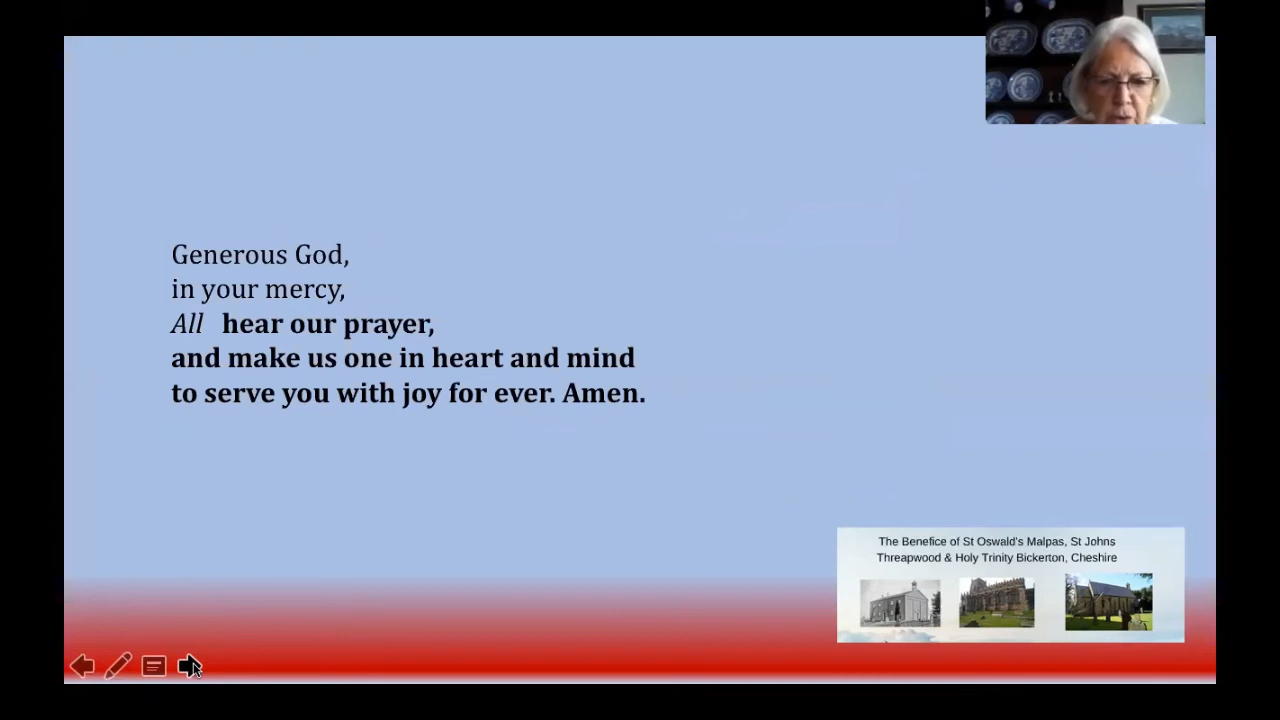 Generous God,
in your mercy,
All hear our prayer,
and make us one in heart and mind
to serve you with joy for ever. Amen.
The Benefice of St Oswald's Malpas, St Johns
Threapwood & Holy Trinity Bickerton, Cheshire